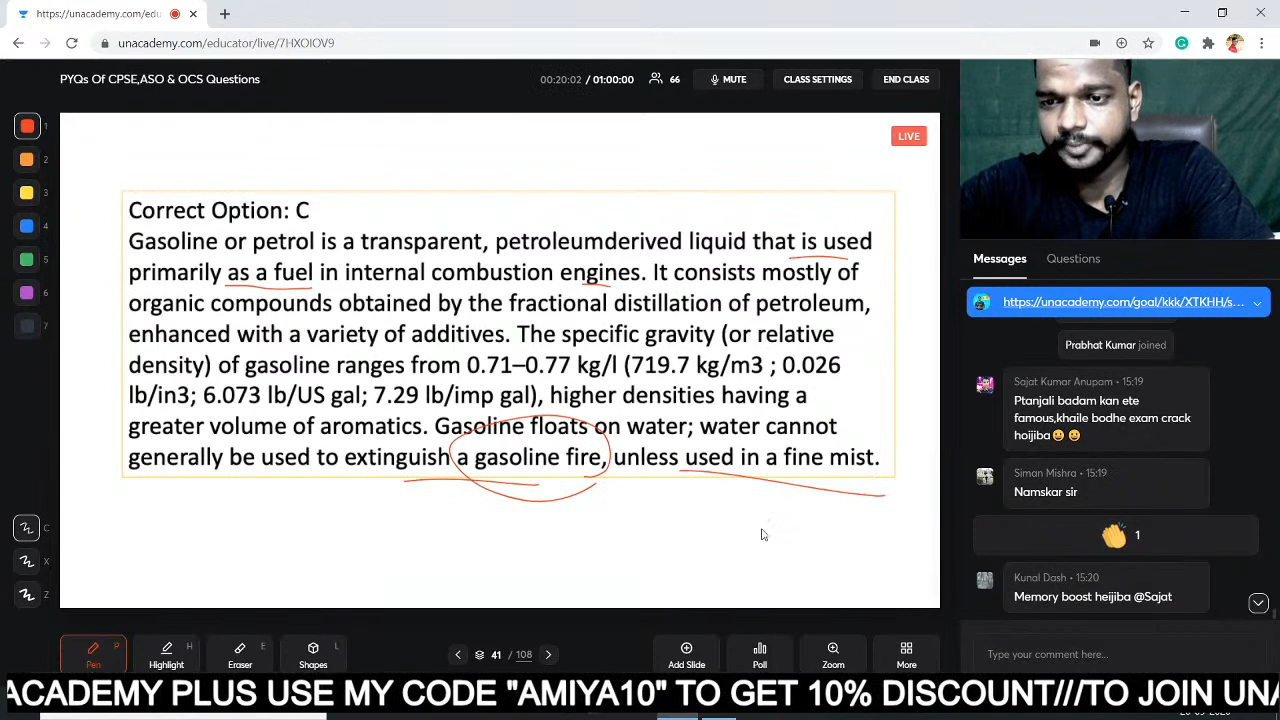 https://unacademy.com/edu
unacademy.com/educator/live/7HXOIOV9
PYQs Of CPSE,ASO & OCS Questions
00:20:02 / 01:00:00
66
MUTE
CLASS SETTINGS
END CLASS
LIVE
1
2
3
4
5
6
7
C
X
Z
Correct Option: C
Gasoline or petrol is a transparent, petroleumderived liquid that is used
primarily as a fuel in internal combustion engines. It consists mostly of
organic compounds obtained by the fractional distillation of petroleum,
enhanced with a variety of additives. The specific gravity (or relative
density) of gasoline ranges from 0.71–0.77 kg/l (719.7 kg/m3 ; 0.026
lb/in3; 6.073 lb/US gal; 7.29 lb/imp gal), higher densities having a
greater volume of aromatics. Gasoline floats on water; water cannot
generally be used to extinguish a gasoline fire, unless used in a fine mist.
Messages
Questions
https://unacademy.com/goal/kkk/XTKHH/s...
Prabhat Kumar joined
Sajat Kumar Anupam • 15:19
Ptanjali badam kan ete
famous,khaile bodhe exam crack
hoijiba
Siman Mishra • 15:19
Namskar sir
1
Kunal Dash • 15:20
Memory boost heijiba @Sajat
Type your comment here...
Pen P
Highlight H
Eraser E
Shapes L
41 / 108
Add Slide
Poll
Zoom
More
ACADEMY PLUS USE MY CODE "AMIYA10" TO GET 10% DISCOUNT///TO JOIN UNA